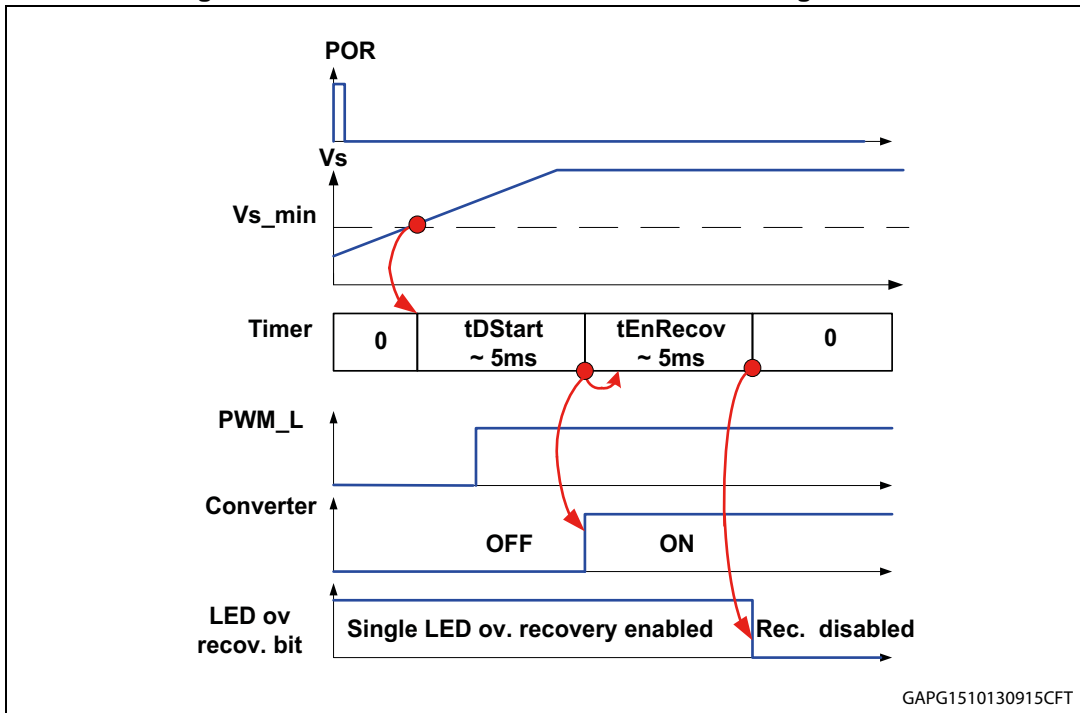 POR
Vs
Vs_min
Timer
0
tDStart
~ 5ms
tEnRecov
~ 5ms
0
PWM_L
Converter
OFF
ON
LED ov
recov. bit
Single LED ov. recovery enabled
Rec. disabled
GAPG1510130915CFT